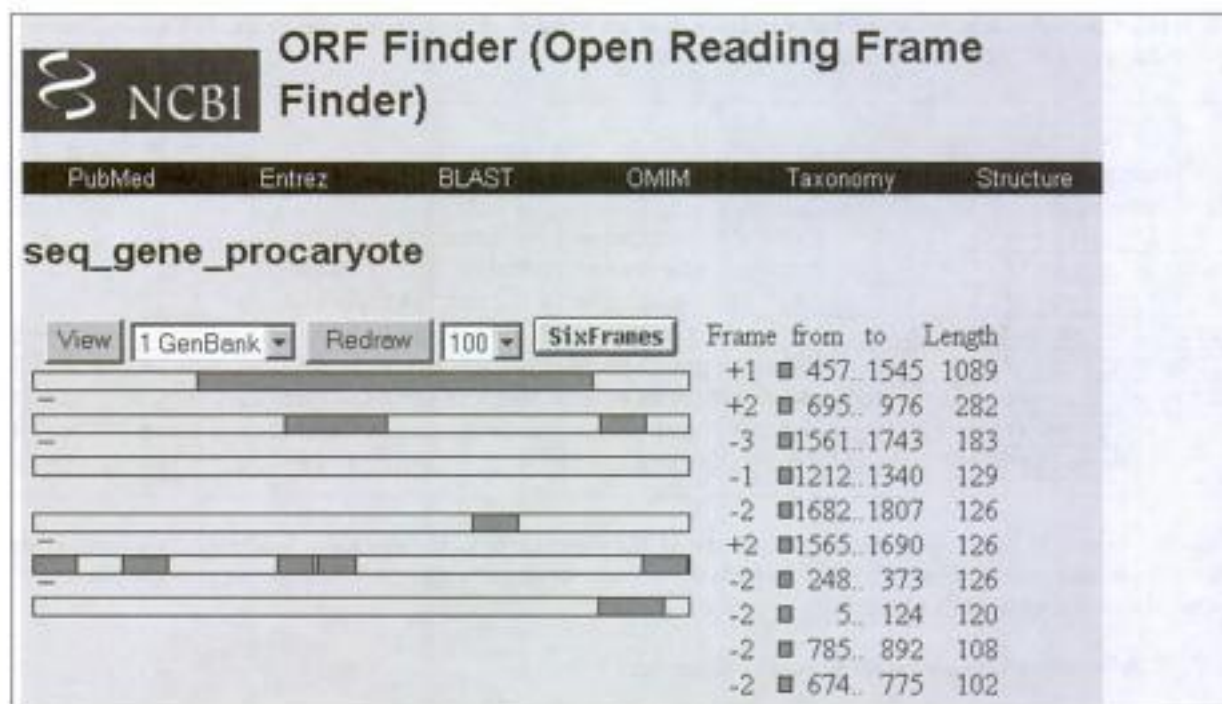 NCBI
ORF Finder (Open Reading Frame
Finder)
PubMed Entrez BLAST OMIM Taxonomy Structure
seq_gene_procaryote
View 1 GenBank Redraw 100 SixFrames
Frame from to Length
+1 457.. 1545 1089
+2 695.. 976 282
-3 1561.. 1743 183
-1 1212.. 1340 129
-2 1682.. 1807 126
+2 1565.. 1690 126
-2 248.. 373 126
-2 5.. 124 120
-2 785.. 892 108
-2 674.. 775 102